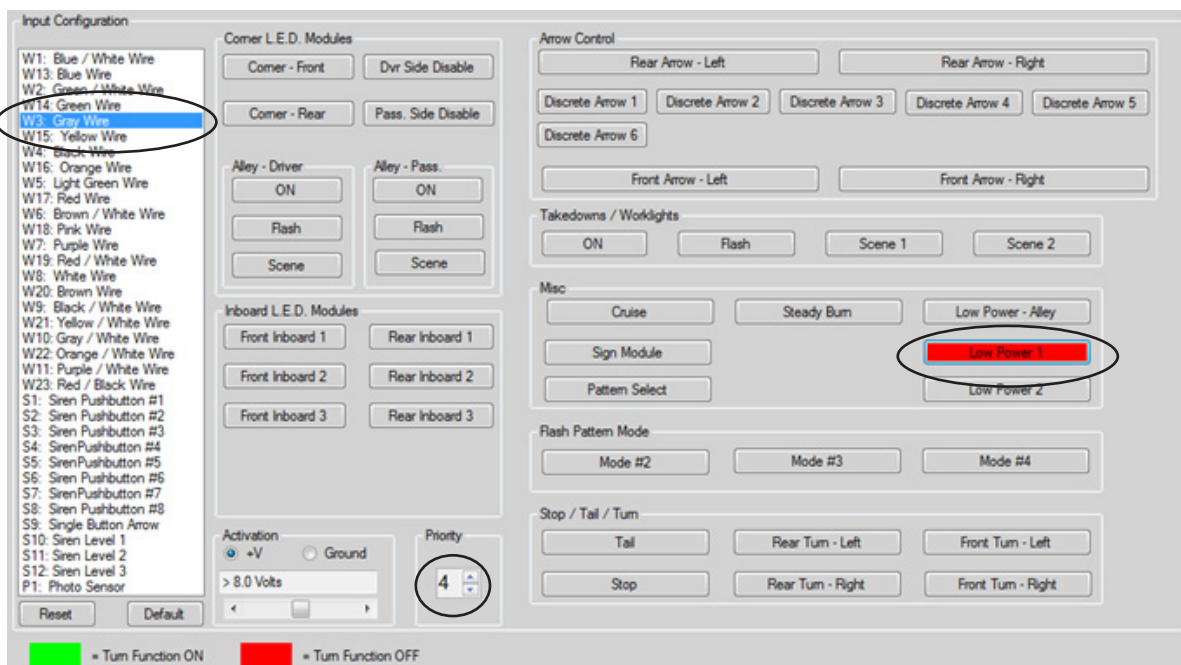 Input Configuration
W1: Blue / White Wire
W13: Blue Wire
W2: Green / White Wire
W14: Green Wire
W3: Gray Wire
W15: Yellow Wire
W4: Black Wire
W16: Orange Wire
W5: Light Green Wire
W17: Red Wire
W6: Brown / White Wire
W18: Pink Wire
W7: Purple Wire
W19: Red / White Wire
W8: White Wire
W20: Brown Wire
W9: Black / White Wire
W21: Yellow / White Wire
W10: Gray / White Wire
W22: Orange / White Wire
W11: Purple / White Wire
W23: Red / Black Wire
S1: Siren Pushbutton #1
S2: Siren Pushbutton #2
S3: Siren Pushbutton #3
S4: SirenPushbutton #4
S5: SirenPushbutton #5
S6: Siren Pushbutton #6
S7: SirenPushbutton #7
S8: Siren Pushbutton #8
S9: Single Button Arrow
S10: Siren Level 1
S11: Siren Level 2
S12: Siren Level 3
P1: Photo Sensor
Reset Default
Corner L.E.D. Modules
Corner - Front Dvr Side Disable
Corner - Rear Pass. Side Disable
Alley - Driver Alley - Pass.
ON ON
Flash Flash
Scene Scene
Inboard L.E.D. Modules
Front Inboard 1 Rear Inboard 1
Front Inboard 2 Rear Inboard 2
Front Inboard 3 Rear Inboard 3
Activation
+V Ground
> 8.0 Volts
Priority
4
Arrow Control
Rear Arrow - Left Rear Arrow - Right
Discrete Arrow 1 Discrete Arrow 2 Discrete Arrow 3 Discrete Arrow 4 Discrete Arrow 5
Discrete Arrow 6
Front Arrow - Left Front Arrow - Right
Takedowns / Worklights
ON Flash Scene 1 Scene 2
Misc
Cruise Steady Burn Low Power - Alley
Sign Module Low Power 1
Pattern Select Low Power 2
Flash Pattern Mode
Mode #2 Mode #3 Mode #4
Stop / Tail / Turn
Tail Rear Turn - Left Front Turn - Left
Stop Rear Turn - Right Front Turn - Right
= Turn Function ON = Turn Function OFF